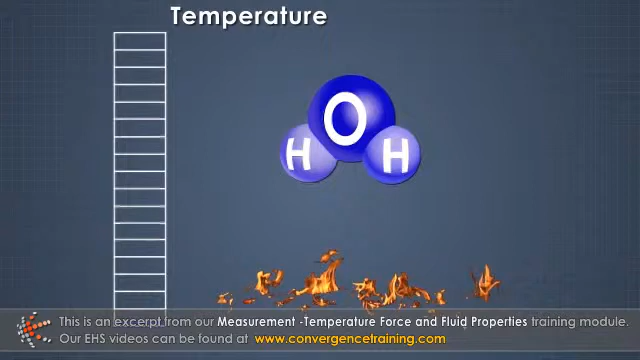 Temperature
O
H H
This is an excerpt from our Measurement -Temperature Force and Fluid Properties training module.
Our EHS videos can be found at www.convergencetraining.com